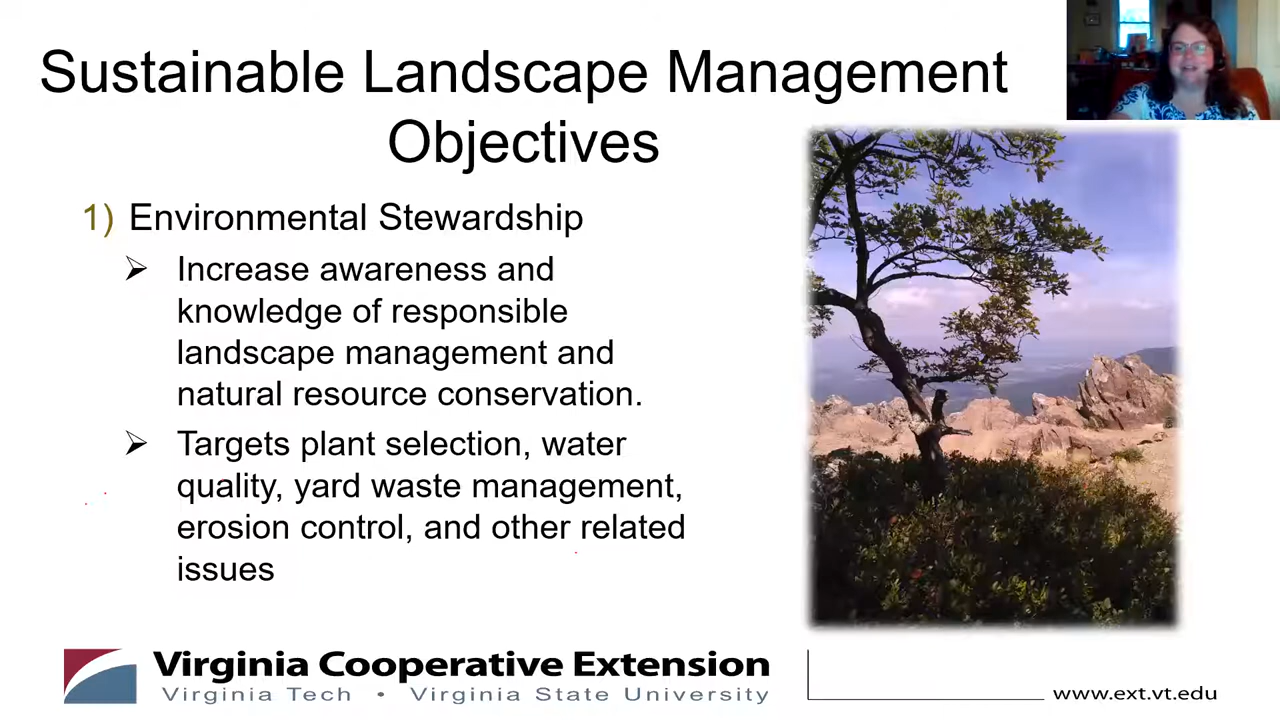 Sustainable Landscape Management
Objectives
1) Environmental Stewardship
➢ Increase awareness and
knowledge of responsible
landscape management and
natural resource conservation.
➢ Targets plant selection, water
quality, yard waste management,
erosion control, and other related
issues
Virginia Cooperative Extension
Virginia Tech • Virginia State University
www.ext.vt.edu